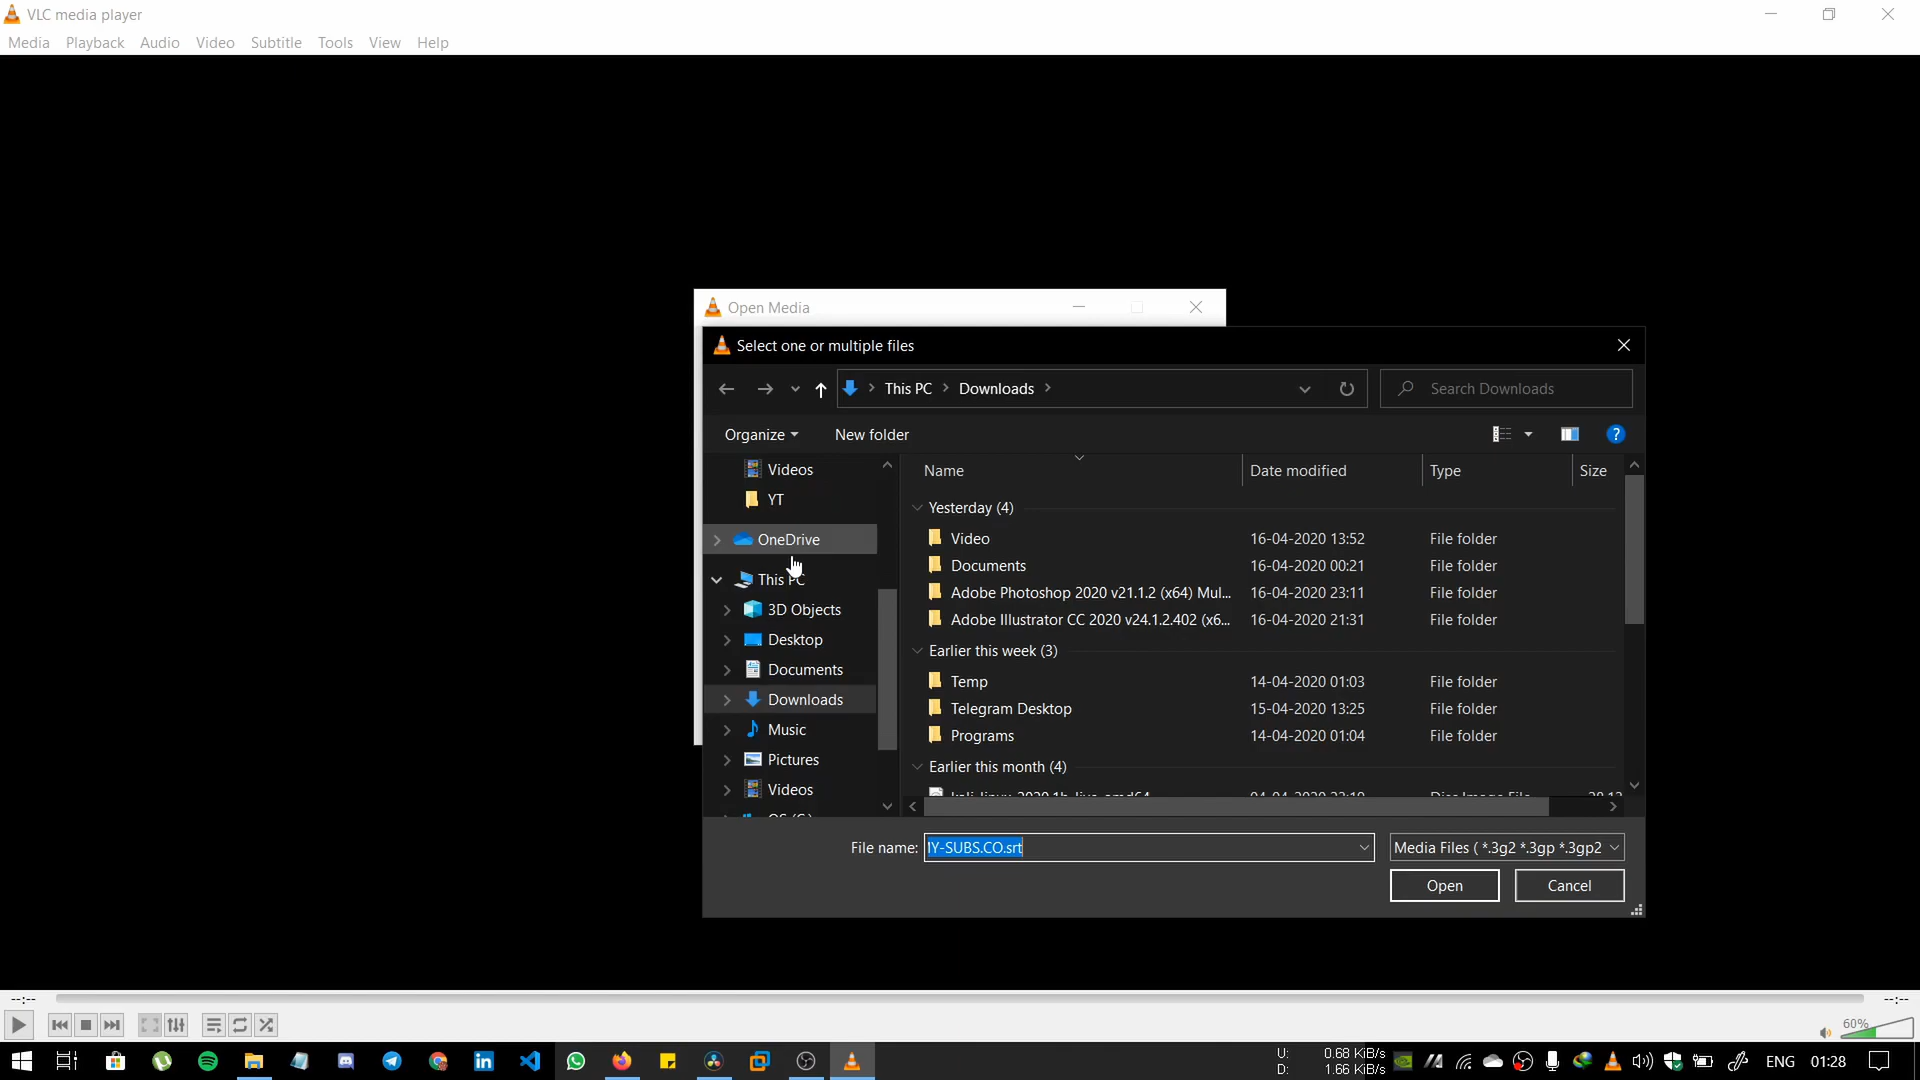 VLC media player
Media Playback Audio Video Subtitle Tools View Help
Open Media
Select one or multiple files
This PC Downloads
Search Downloads
Organize New folder
Name Date modified Type Size
Videos
YT
OneDrive
This PC
3D Objects
Desktop
Documents
Downloads
Music
Pictures
Videos
Yesterday (4)
Video 16-04-2020 13:52 File folder
Documents 16-04-2020 00:21 File folder
Adobe Photoshop 2020 v21.1.2 (x64) Mul... 16-04-2020 23:11 File folder
Adobe Illustrator CC 2020 v24.1.2.402 (x6... 16-04-2020 21:31 File folder
Earlier this week (3)
Temp 14-04-2020 01:03 File folder
Telegram Desktop 15-04-2020 13:25 File folder
Programs 14-04-2020 01:04 File folder
Earlier this month (4)
File name: Y-SUBS.CO.srt Media Files ( *.3g2 *.3gp *.3gp2
Open Cancel
--:-- --:--
60%
U: 0.68 KiB/s
D: 1.66 KiB/s
ENG 01:28